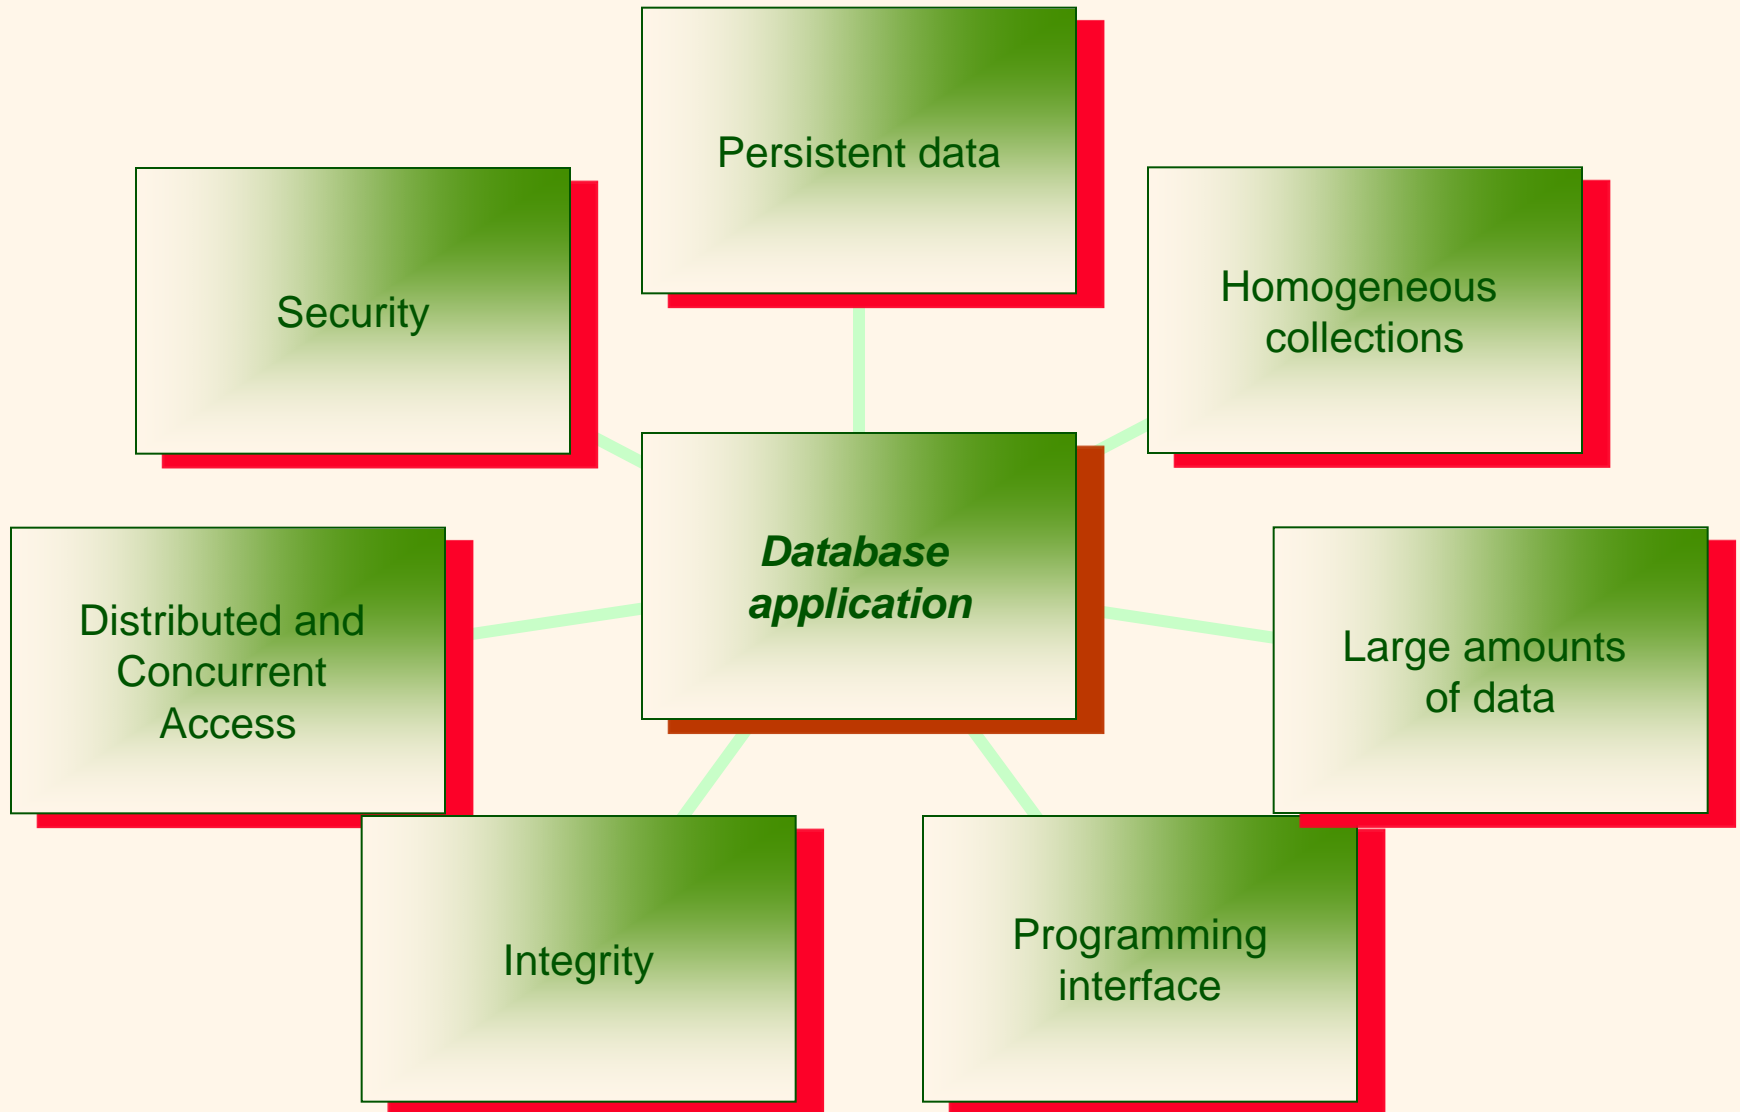 Persistent data
Security
Homogeneous
collections
Database
application
Distributed and
Concurrent
Access
Large amounts
of data
Integrity
Programming
interface